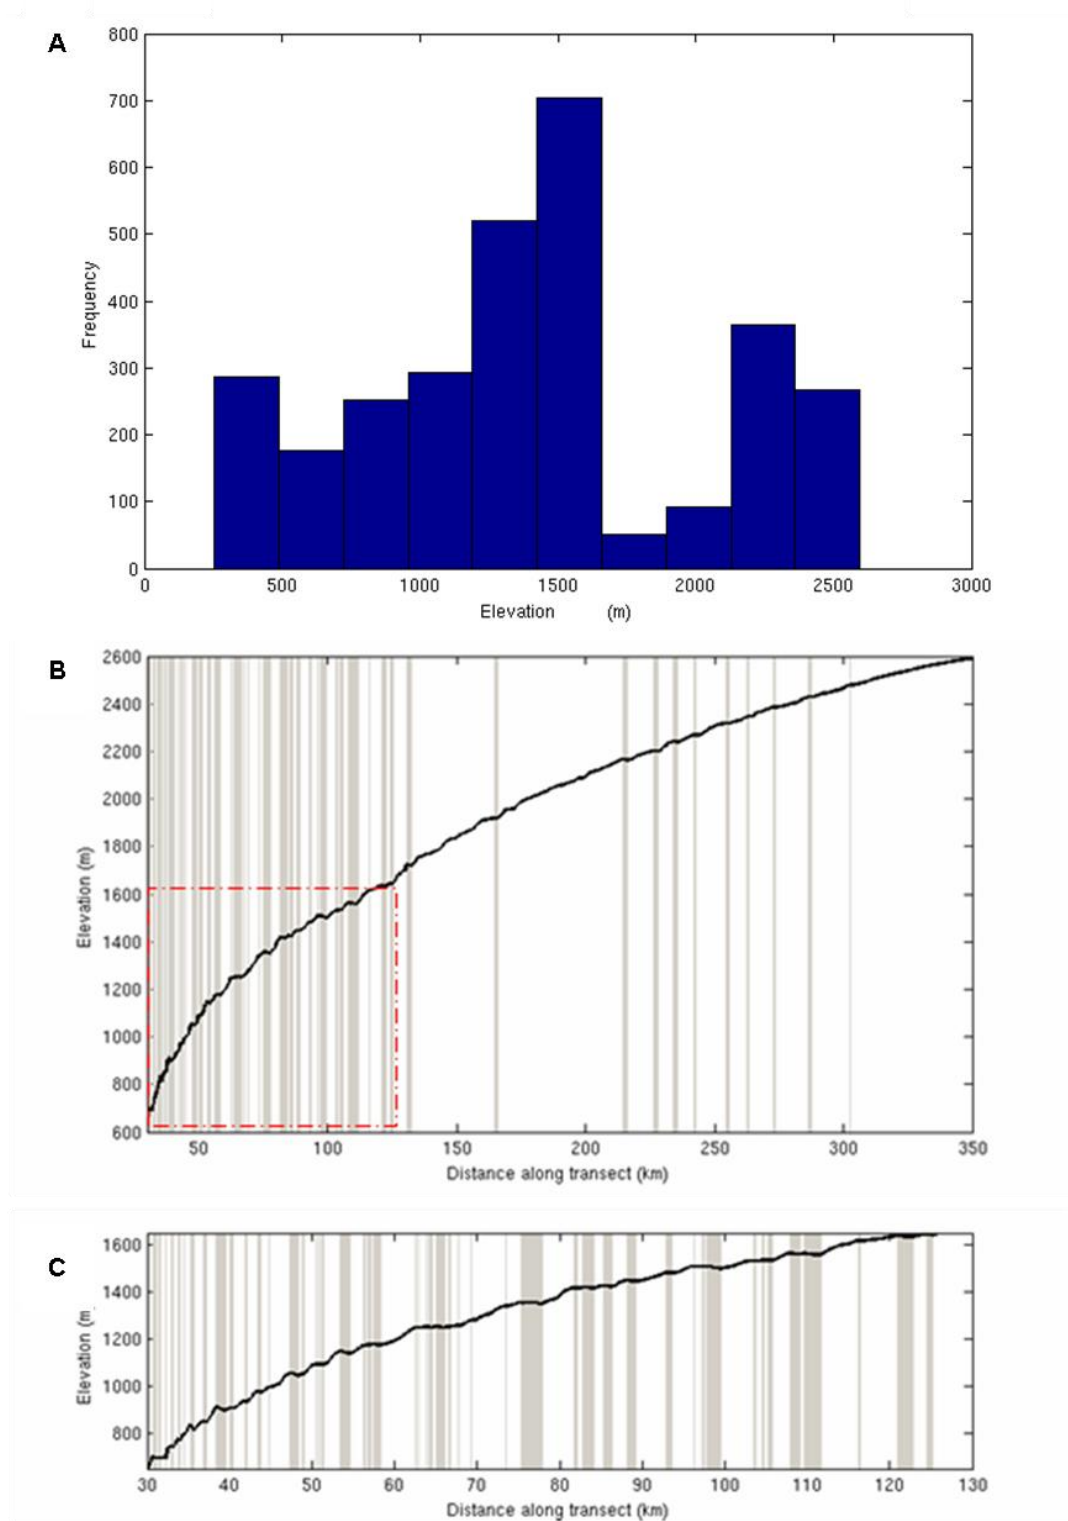 A
800
700
600
500
400
300
200
100
0
Frequency
0 500 1000 1500 2000 2500 3000
Elevation (m)
B
2600
2400
2200
2000
1800
1600
1400
1200
1000
800
600
Elevation (m)
50 100 150 200 250 300 350
Distance along transect (km)
C
1600
1400
1200
1000
800
Elevation (m
30 40 50 60 70 80 90 100 110 120 130
Distance along transect (km)